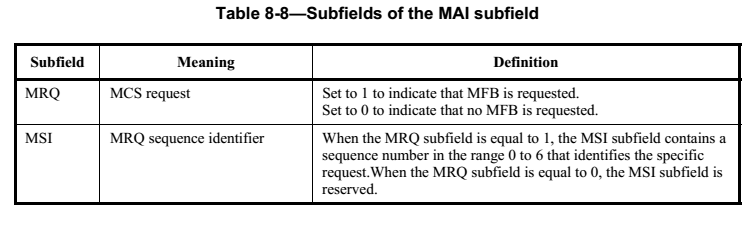 Table 8-8—Subfields of the MAI subfield
Subfield Meaning Definition
MRQ MCS request Set to 1 to indicate that MFB is requested.
Set to 0 to indicate that no MFB is requested.
MSI MRQ sequence identifier When the MRQ subfield is equal to 1, the MSI subfield contains a
sequence number in the range 0 to 6 that identifies the specific
request.When the MRQ subfield is equal to 0, the MSI subfield is
reserved.